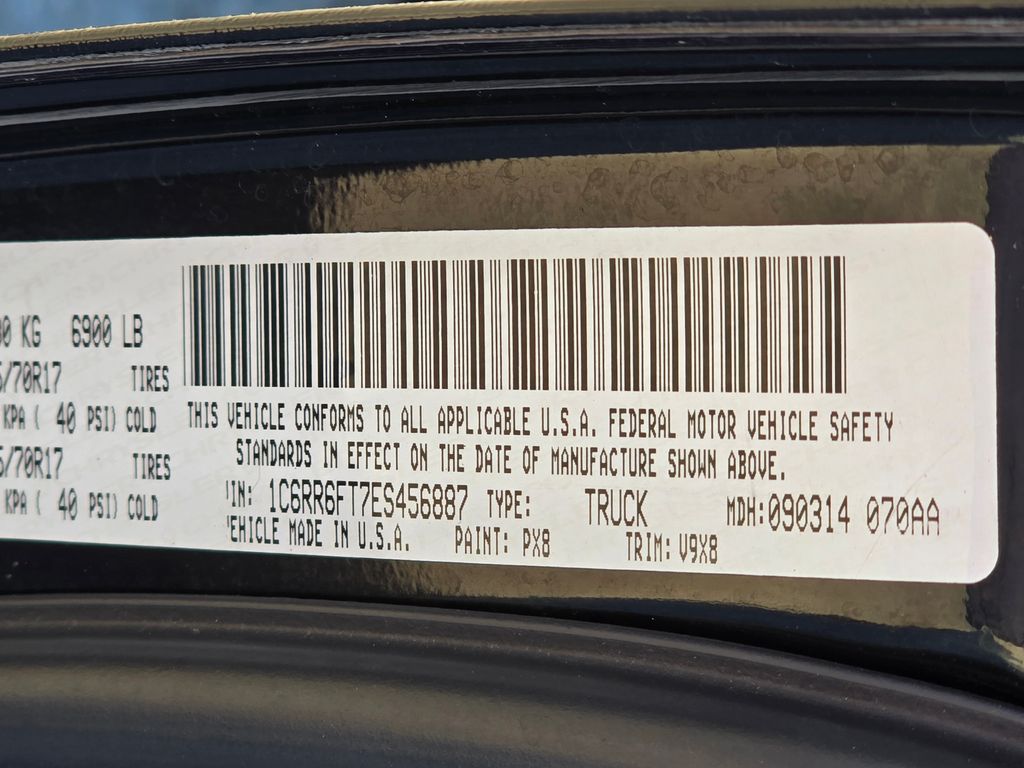 00 KG 6900 LB
/70R17 TIRES
KPA ( 40 PSI) COLD
/70R17 TIRES
KPA ( 40 PSI) COLD
THIS VEHICLE CONFORMS TO ALL APPLICABLE U.S.A. FEDERAL MOTOR VEHICLE SAFETY
STANDARDS IN EFFECT ON THE DATE OF MANUFACTURE SHOWN ABOVE.
IN: 1C6RR6FT7ES456887 TYPE: TRUCK MDH:090314 070AA
EHICLE MADE IN U.S.A. PAINT: PX8 TRIM: V9X8